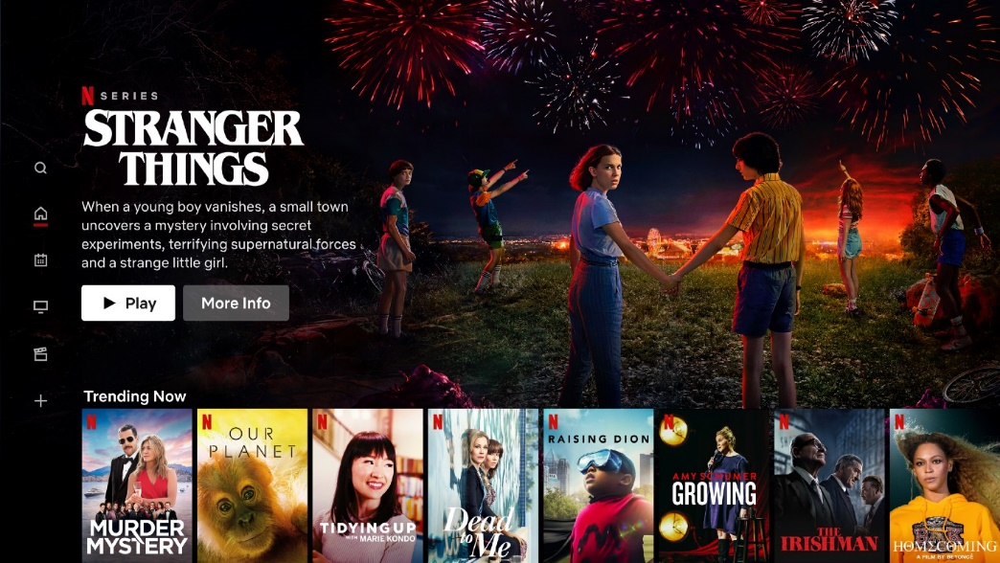 N SERIES
STRANGER
THINGS
When a young boy vanishes, a small town
uncovers a mystery involving secret
experiments, terrifying supernatural forces
and a strange little girl.
Play
More Info
Trending Now
N
MURDER
MYSTERY
N
OUR
PLANET
N
TIDYING UP
WITH MARIE KONDO
N
Dead
to Me
N
RAISING DION
N
AMY SCHUMER
GROWING
N
THE
IRISHMAN
N
HOMECOMING
A FILM BY BEYONCÉ